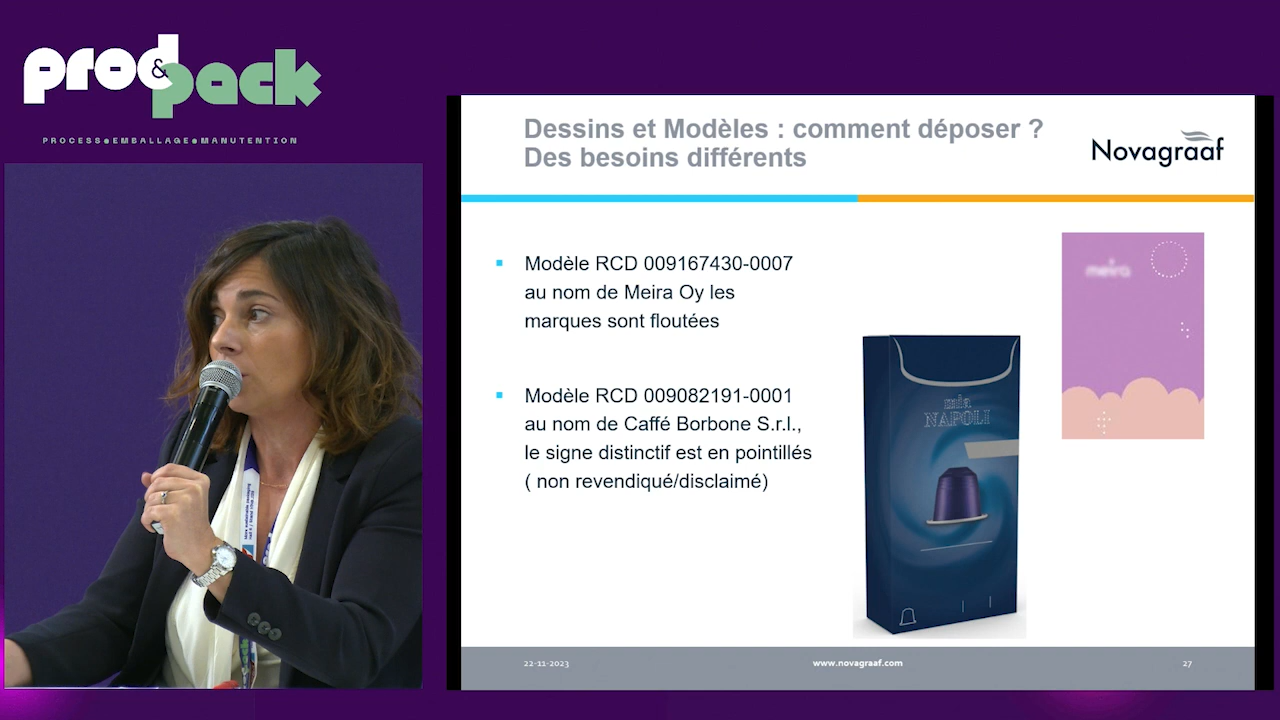 prod&pack
PROCESS•EMBALLAGE•MANUTENTION
Dessins et Modèles : comment déposer ?
Des besoins différents
Novagraaf
Modèle RCD 009167430-0007
au nom de Meira Oy les
marques sont floutées
Modèle RCD 009082191-0001
au nom de Caffé Borbone S.r.l.,
le signe distinctif est en pointillés
( non revendiqué/disclaimé)
meira
mia
NAPOLI
22-11-2023
www.novagraaf.com
27